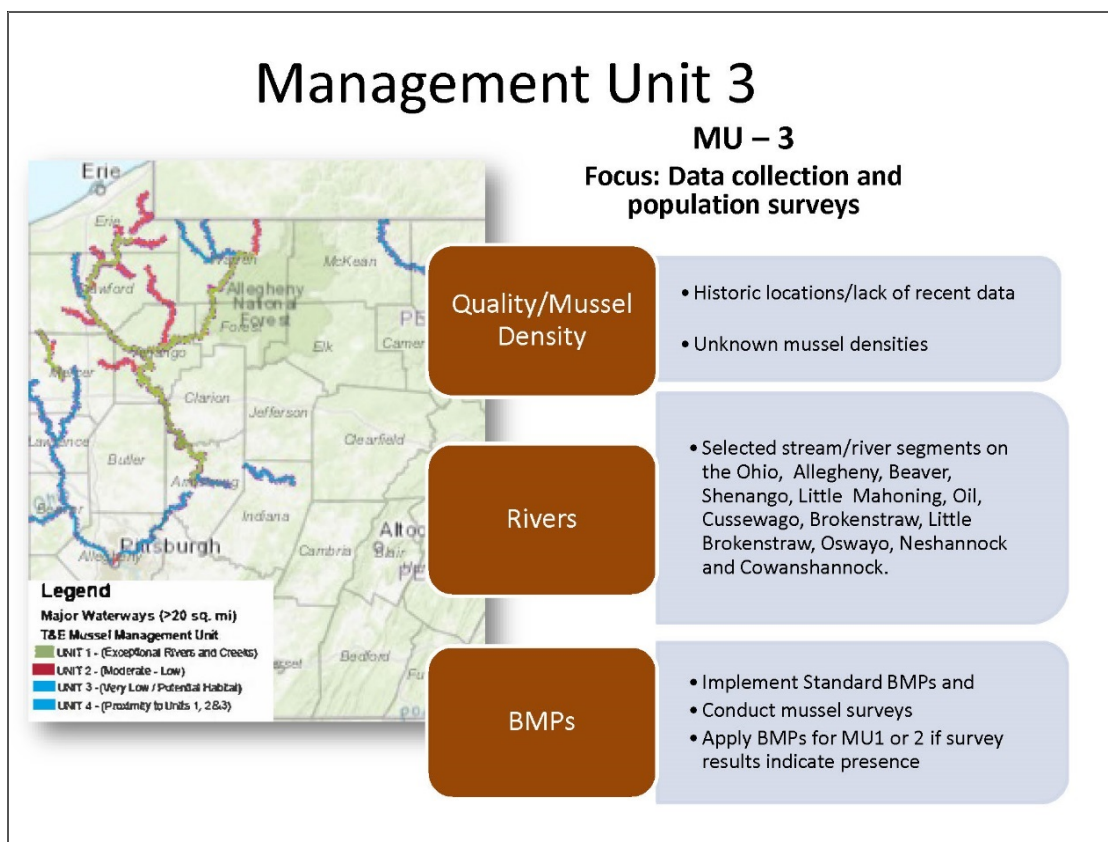 Management Unit 3
MU – 3
Focus: Data collection and
population surveys
Erie
Erie
Warren
McKean
Crawford
Allegheny
National
Forest
Forest
Venango
Elk
Camer
Mercer
Clarion
Jefferson
Clearfield
Lawrence
Butler
Armstrong
Indiana
Beaver
Pittsburgh
Allegheny
Cambria
Blair
Altoo
Bedford
Legend
Major Waterways (>20 sq. mi)
T&E Mussel Management Unit
UNIT 1 - (Exceptional Rivers and Creeks)
UNIT 2 - (Moderate - Low)
UNIT 3 - (Very Low / Potential Habitat)
UNIT 4 - (Proximity to Units 1, 2&3)
Quality/Mussel
Density
• Historic locations/lack of recent data
• Unknown mussel densities
Rivers
• Selected stream/river segments on
the Ohio, Allegheny, Beaver,
Shenango, Little Mahoning, Oil,
Cussewago, Brokenstraw, Little
Brokenstraw, Oswayo, Neshannock
and Cowanshannock.
BMPs
• Implement Standard BMPs and
• Conduct mussel surveys
• Apply BMPs for MU1 or 2 if survey
results indicate presence